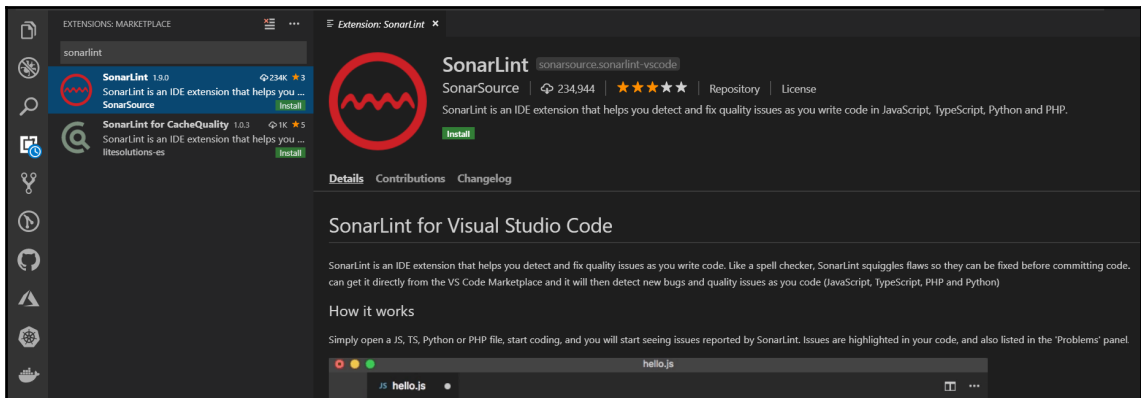 EXTENSIONS: MARKETPLACE
sonarlint
SonarLint 1.9.0 234K ★3
SonarLint is an IDE extension that helps you ...
SonarSource Install
SonarLint for CacheQuality 1.0.3 1K ★5
SonarLint is an IDE extension that helps you ...
litesolutions-es Install
Extension: SonarLint ×
SonarLint sonarsource.sonarlint-vscode
SonarSource | 234,944 | ★★★★★ | Repository | License
SonarLint is an IDE extension that helps you detect and fix quality issues as you write code in JavaScript, TypeScript, Python and PHP.
Install
Details Contributions Changelog
SonarLint for Visual Studio Code
SonarLint is an IDE extension that helps you detect and fix quality issues as you write code. Like a spell checker, SonarLint squiggles flaws so they can be fixed before committing code.
can get it directly from the VS Code Marketplace and it will then detect new bugs and quality issues as you code (JavaScript, TypeScript, PHP and Python)
How it works
Simply open a JS, TS, Python or PHP file, start coding, and you will start seeing issues reported by SonarLint. Issues are highlighted in your code, and also listed in the 'Problems' panel.
hello.js
JS hello.js ● ···